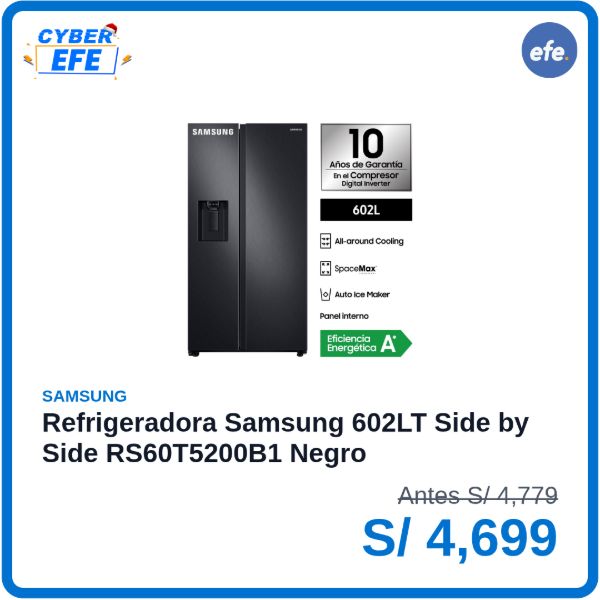 CYBER
EFE
efe.
SAMSUNG
10
Años de Garantía
En el Compresor
Digital Inverter
602L
All-around Cooling
SpaceMax
Auto Ice Maker
Panel interno
Eficiencia
Energética A+
SAMSUNG
Refrigeradora Samsung 602LT Side by
Side RS60T5200B1 Negro
Antes S/ 4,779
S/ 4,699